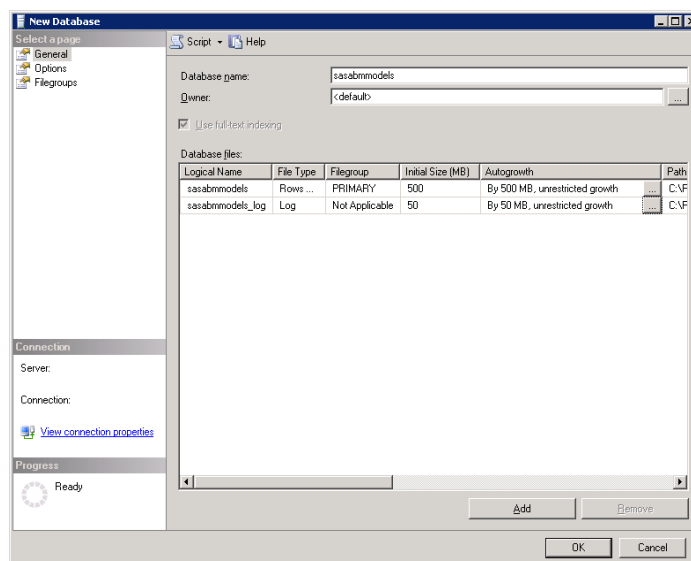 New Database
Select a page
General
Options
Filegroups
Script Help
Database name: sasabmmodels
Owner: <default> ...
Use full-text indexing
Database files:
Logical Name File Type Filegroup Initial Size (MB) Autogrowth Path
sasabmmodels Rows ... PRIMARY 500 By 500 MB, unrestricted growth ... C:\F
sasabmmodels_log Log Not Applicable 50 By 50 MB, unrestricted growth ... C:\F
Connection
Server:
Connection:
View connection properties
Progress
Ready
Add Remove
OK Cancel